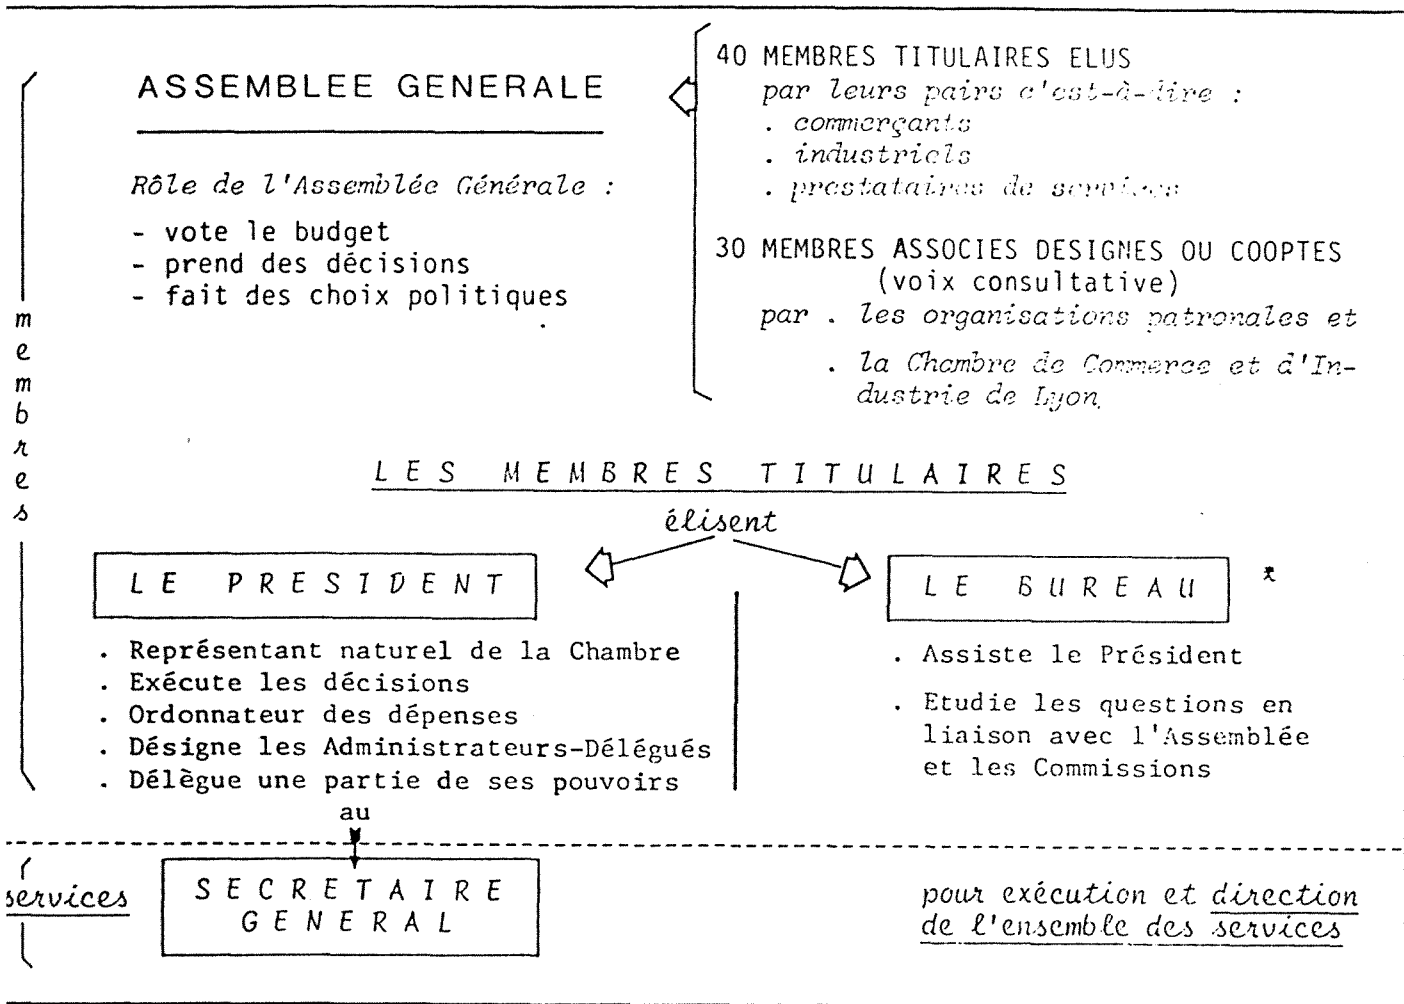 ASSEMBLEE GENERALE
Rôle de l'Assemblée Générale :
- vote le budget
- prend des décisions
- fait des choix politiques
40 MEMBRES TITULAIRES ELUS
par leurs pairs c'est-à-dire :
. commerçants
. industriels
. prestataires de services
30 MEMBRES ASSOCIES DESIGNES OU COOPTES
(voix consultative)
par . les organisations patronales et
. la Chambre de Commerce et d'In-
dustrie de Lyon
membres
LES MEMBRES TITULAIRES
élisent
LE PRESIDENT
. Représentant naturel de la Chambre
. Exécute les décisions
. Ordonnateur des dépenses
. Désigne les Administrateurs-Délégués
. Délègue une partie de ses pouvoirs
au
LE BUREAU *
. Assiste le Président
. Etudie les questions en
liaison avec l'Assemblée
et les Commissions
services
SECRETAIRE
GENERAL
pour exécution et direction
de l'ensemble des services